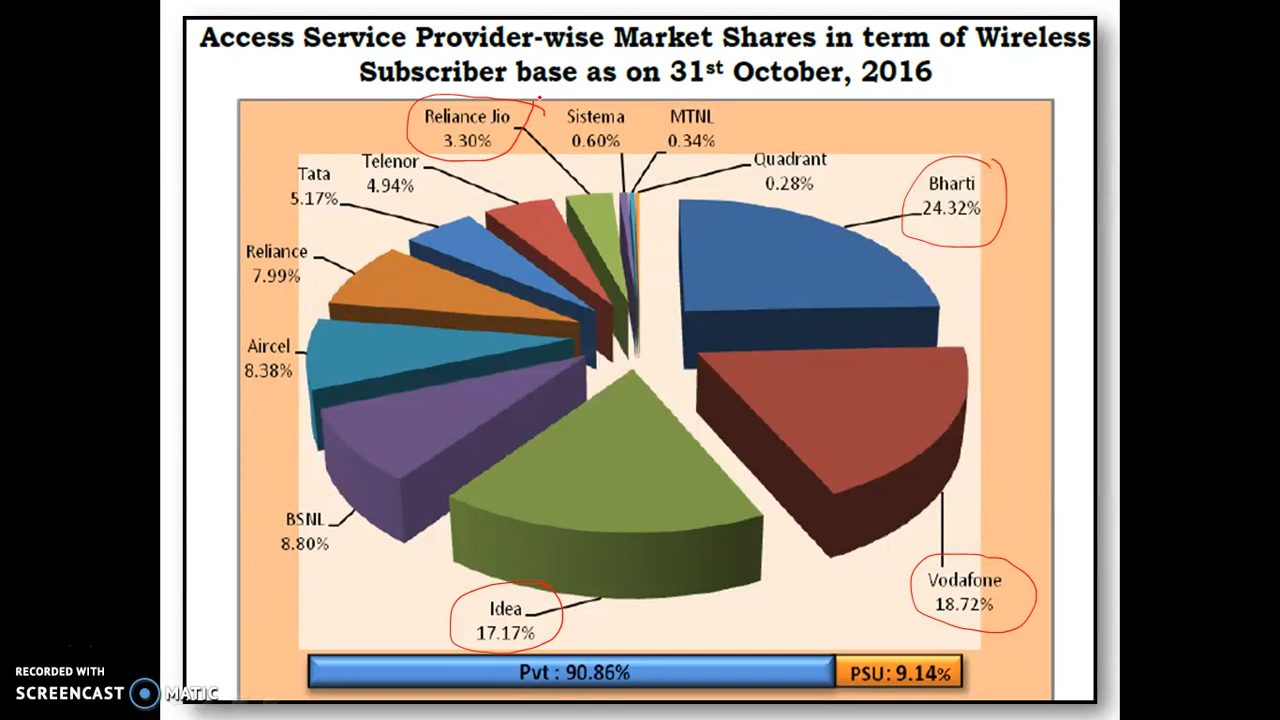 Access Service Provider-wise Market Shares in term of Wireless
Subscriber base as on 31st October, 2016
Reliance Jio
3.30%
Sistema
0.60%
MTNL
0.34%
Quadrant
0.28%
Telenor
4.94%
Tata
5.17%
Bharti
24.32%
Reliance
7.99%
Aircel
8.38%
BSNL
8.80%
Vodafone
18.72%
Idea
17.17%
Pvt : 90.86%
PSU: 9.14%
RECORDED WITH
SCREENCAST MATIC